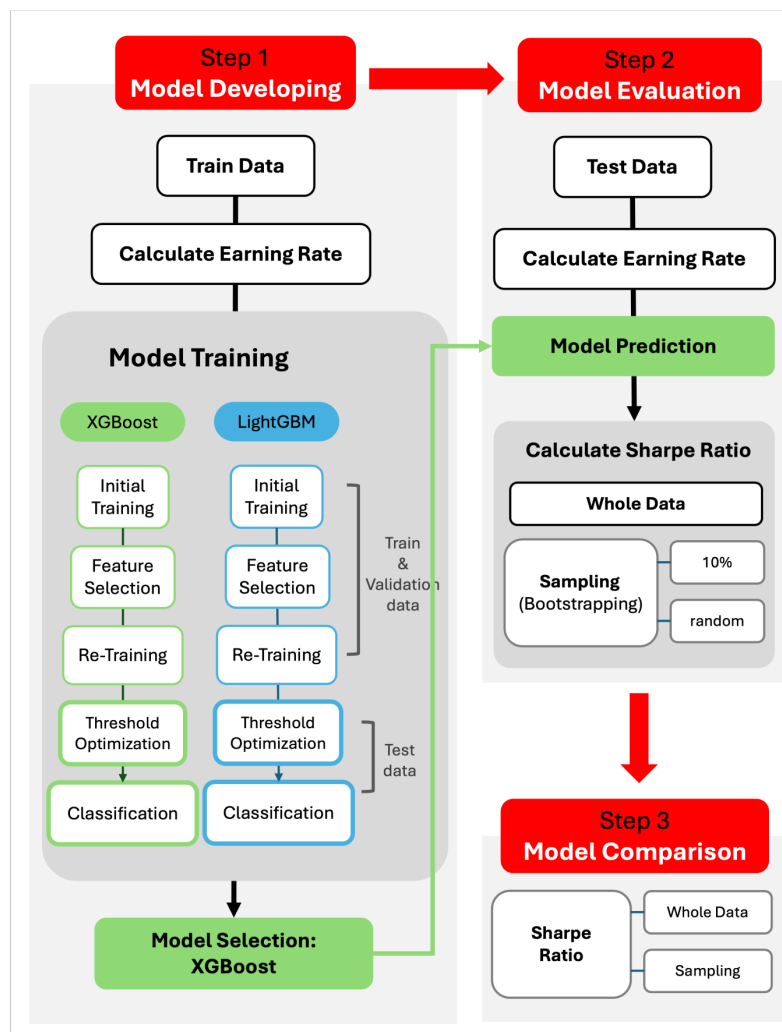 Step 1
Model Developing
Train Data
Calculate Earning Rate
Model Training
XGBoost
LightGBM
Initial
Training
Feature
Selection
Re-Training
Threshold
Optimization
Classification
Initial
Training
Feature
Selection
Re-Training
Threshold
Optimization
Classification
Train
&
Validation
data
Test
data
Model Selection:
XGBoost
Step 2
Model Evaluation
Test Data
Calculate Earning Rate
Model Prediction
Calculate Sharpe Ratio
Whole Data
Sampling
(Bootstrapping)
10%
random
Step 3
Model Comparison
Sharpe
Ratio
Whole Data
Sampling